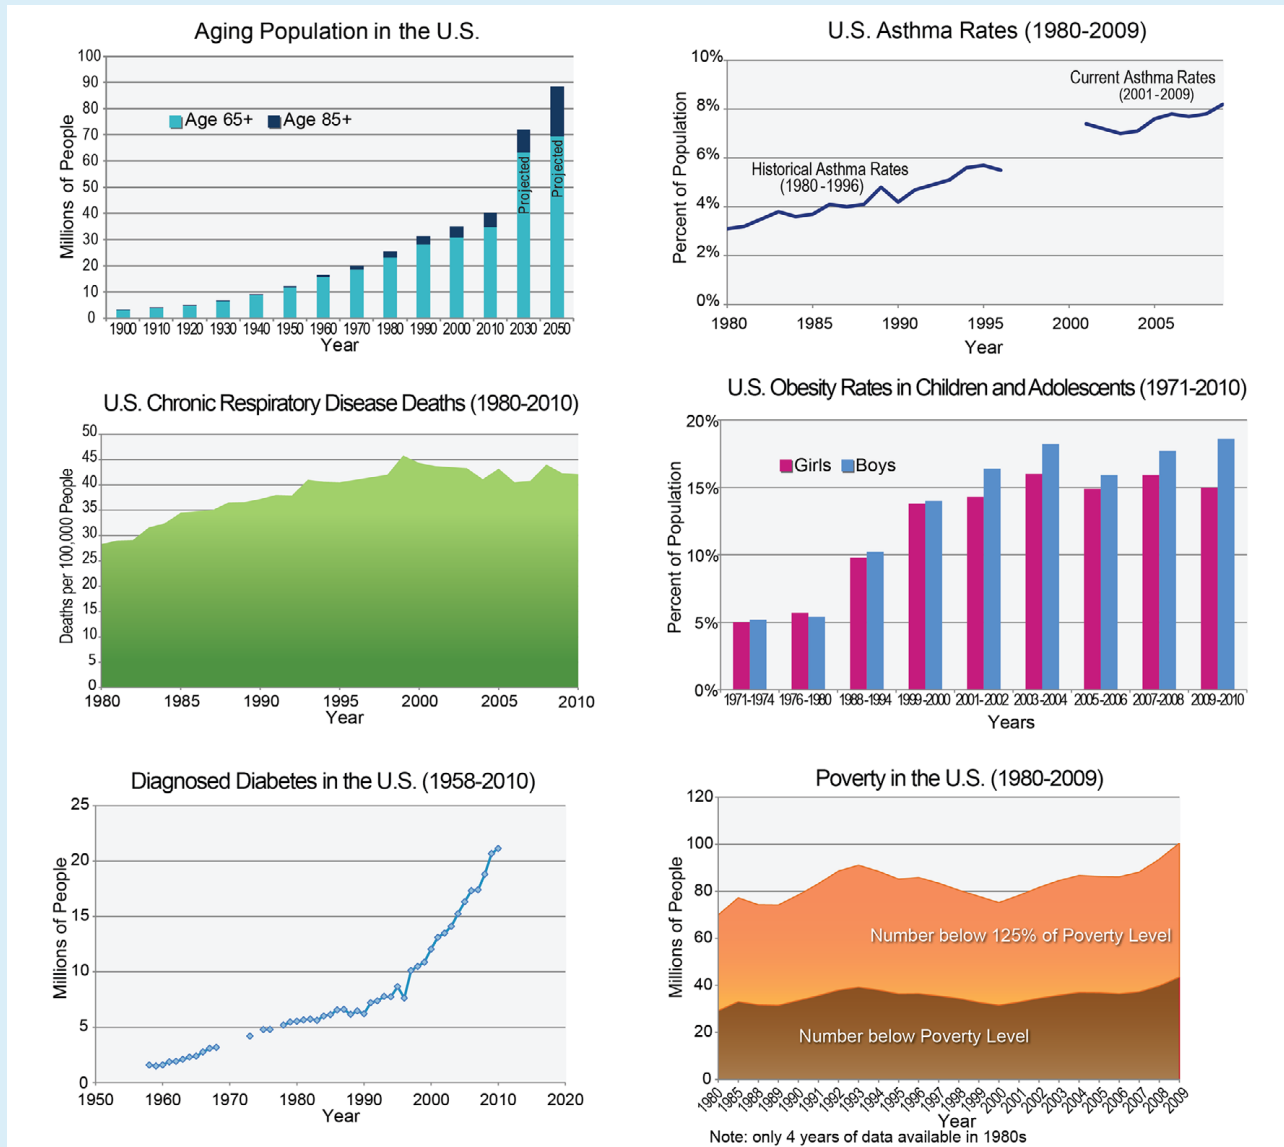 Aging Population in the U.S.
100
90
80
70
60
50
40
30
20
10
0
Millions of People
Age 65+ Age 85+
Projected
Projected
1900 1910 1920 1930 1940 1950 1960 1970 1980 1990 2000 2010 2030 2050
Year
U.S. Asthma Rates (1980-2009)
10%
8%
6%
4%
2%
0%
Percent of Population
Current Asthma Rates
(2001-2009)
Historical Asthma Rates
(1980-1996)
1980 1985 1990 1995 2000 2005
Year
U.S. Chronic Respiratory Disease Deaths (1980-2010)
50
45
40
35
30
25
20
15
10
5
0
Deaths per 100,000 People
1980 1985 1990 1995 2000 2005 2010
Year
U.S. Obesity Rates in Children and Adolescents (1971-2010)
20%
15%
10%
5%
0%
Percent of Population
Girls Boys
1971-1974 1976-1980 1988-1994 1999-2000 2001-2002 2003-2004 2005-2006 2007-2008 2009-2010
Years
Diagnosed Diabetes in the U.S. (1958-2010)
25
20
15
10
5
0
Millions of People
1950 1960 1970 1980 1990 2000 2010 2020
Year
Poverty in the U.S. (1980-2009)
120
100
80
60
40
20
0
Millions of People
Number below 125% of Poverty Level
Number below Poverty Level
1980 1985 1988 1989 1990 1991 1992 1993 1994 1995 1996 1997 1998 1999 2000 2001 2002 2003 2004 2005 2006 2007 2008 2009
Year
Note: only 4 years of data available in 1980s